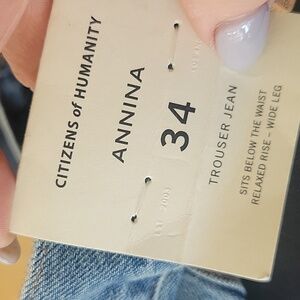 CITIZENS of HUMANITY
ANNINA
34
TROUSER JEAN
SITS BELOW THE WAIST
RELAXED RISE - WIDE LEG